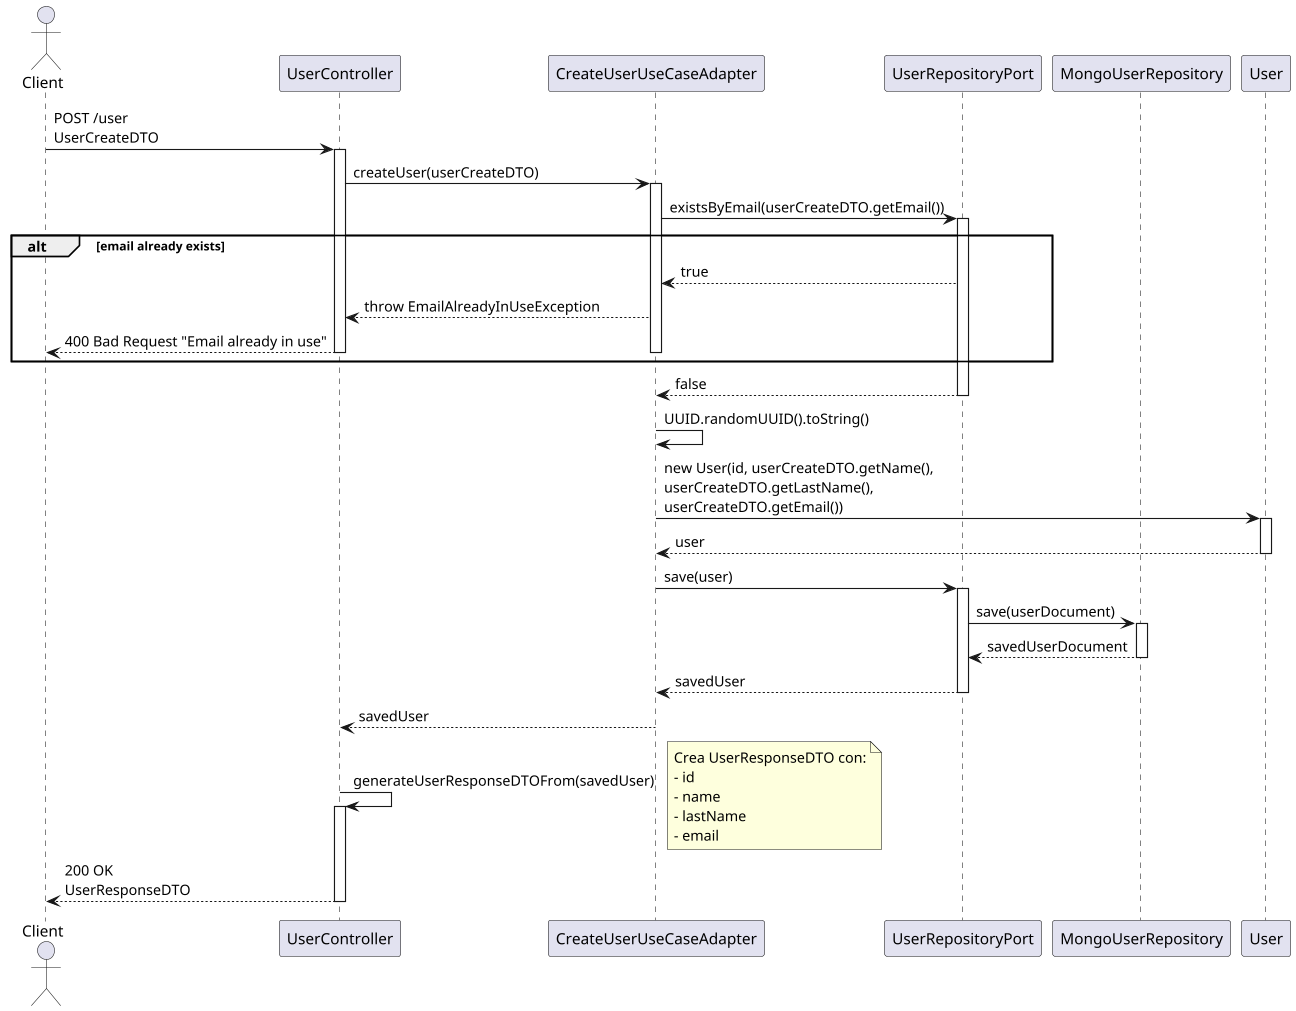 Client
UserController
CreateUserUseCaseAdapter
UserRepositoryPort
MongoUserRepository
User
POST /user
UserCreateDTO
createUser(userCreateDTO)
existsByEmail(userCreateDTO.getEmail())
alt
[email already exists]
true
throw EmailAlreadyInUseException
400 Bad Request "Email already in use"
false
UUID.randomUUID().toString()
new User(id, userCreateDTO.getName(),
userCreateDTO.getLastName(),
userCreateDTO.getEmail())
user
save(user)
save(userDocument)
savedUserDocument
savedUser
savedUser
generateUserResponseDTOFrom(savedUser)
Crea UserResponseDTO con:
- id
- name
- lastName
- email
200 OK
UserResponseDTO
Client
UserController
CreateUserUseCaseAdapter
UserRepositoryPort
MongoUserRepository
User